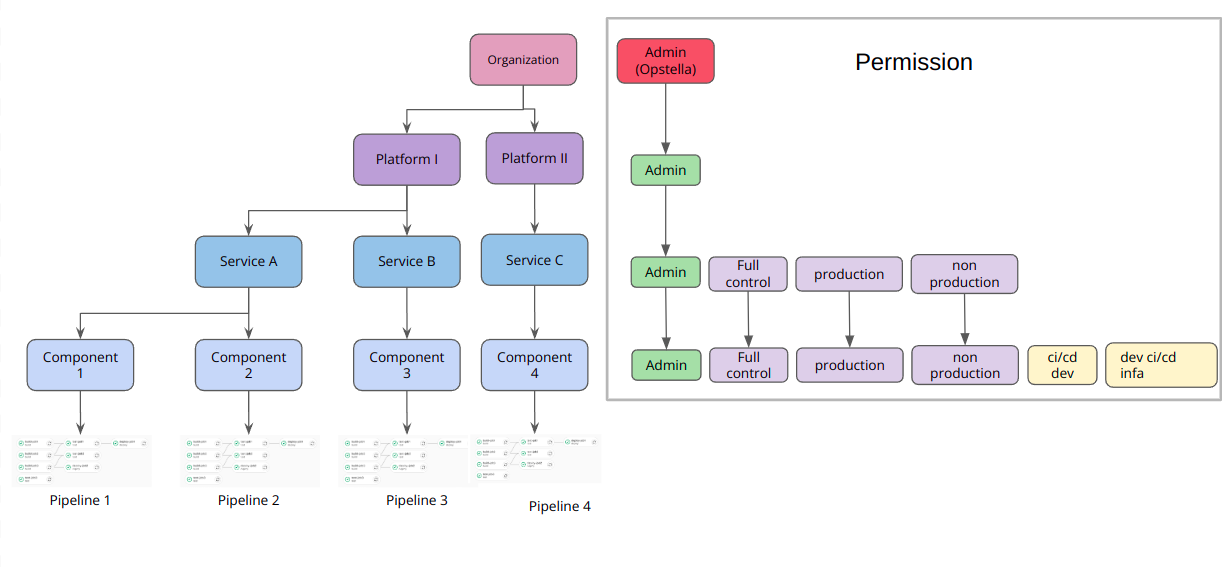 Organization
Admin
(Opstella)
Permission
Platform I
Platform II
Admin
Service A
Service B
Service C
Admin
Full
control
production
non
production
Component
1
Component
2
Component
3
Component
4
Admin
Full
control
production
non
production
ci/cd
dev
dev ci/cd
infa
Pipeline 1
Pipeline 2
Pipeline 3
Pipeline 4